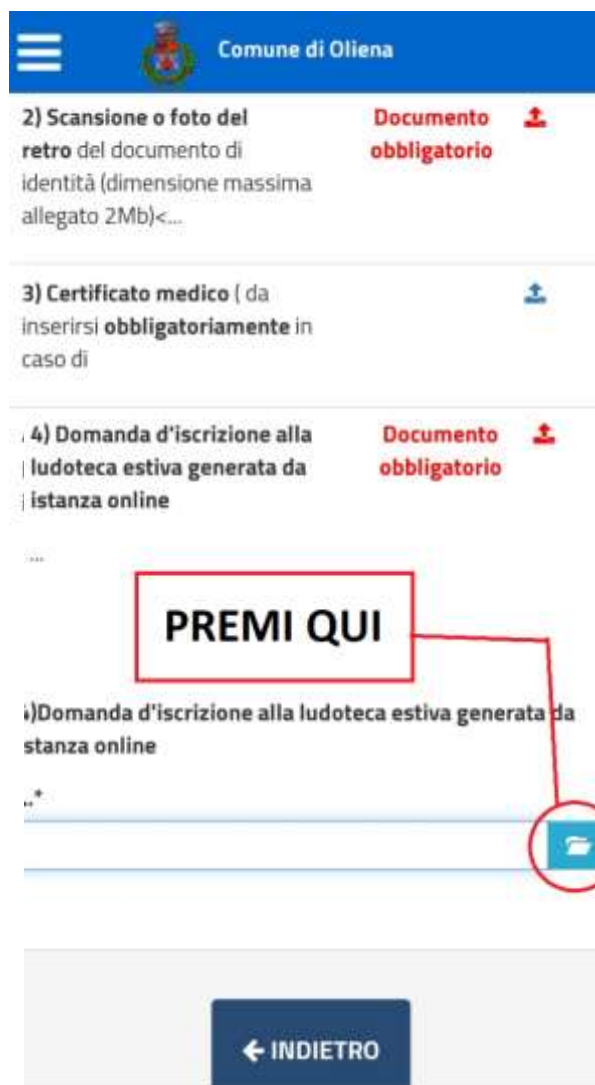 Comune di Oliena
2) Scansione o foto del
retro del documento di
identità (dimensione massima
allegato 2Mb)<...
Documento
obbligatorio
3) Certificato medico ( da
inserirsi obbligatoriamente in
caso di
4) Domanda d'iscrizione alla
ludoteca estiva generata da
istanza online
...
Documento
obbligatorio
PREMI QUI
)Domanda d'iscrizione alla ludoteca estiva generata da
stanza online
..*
INDIETRO